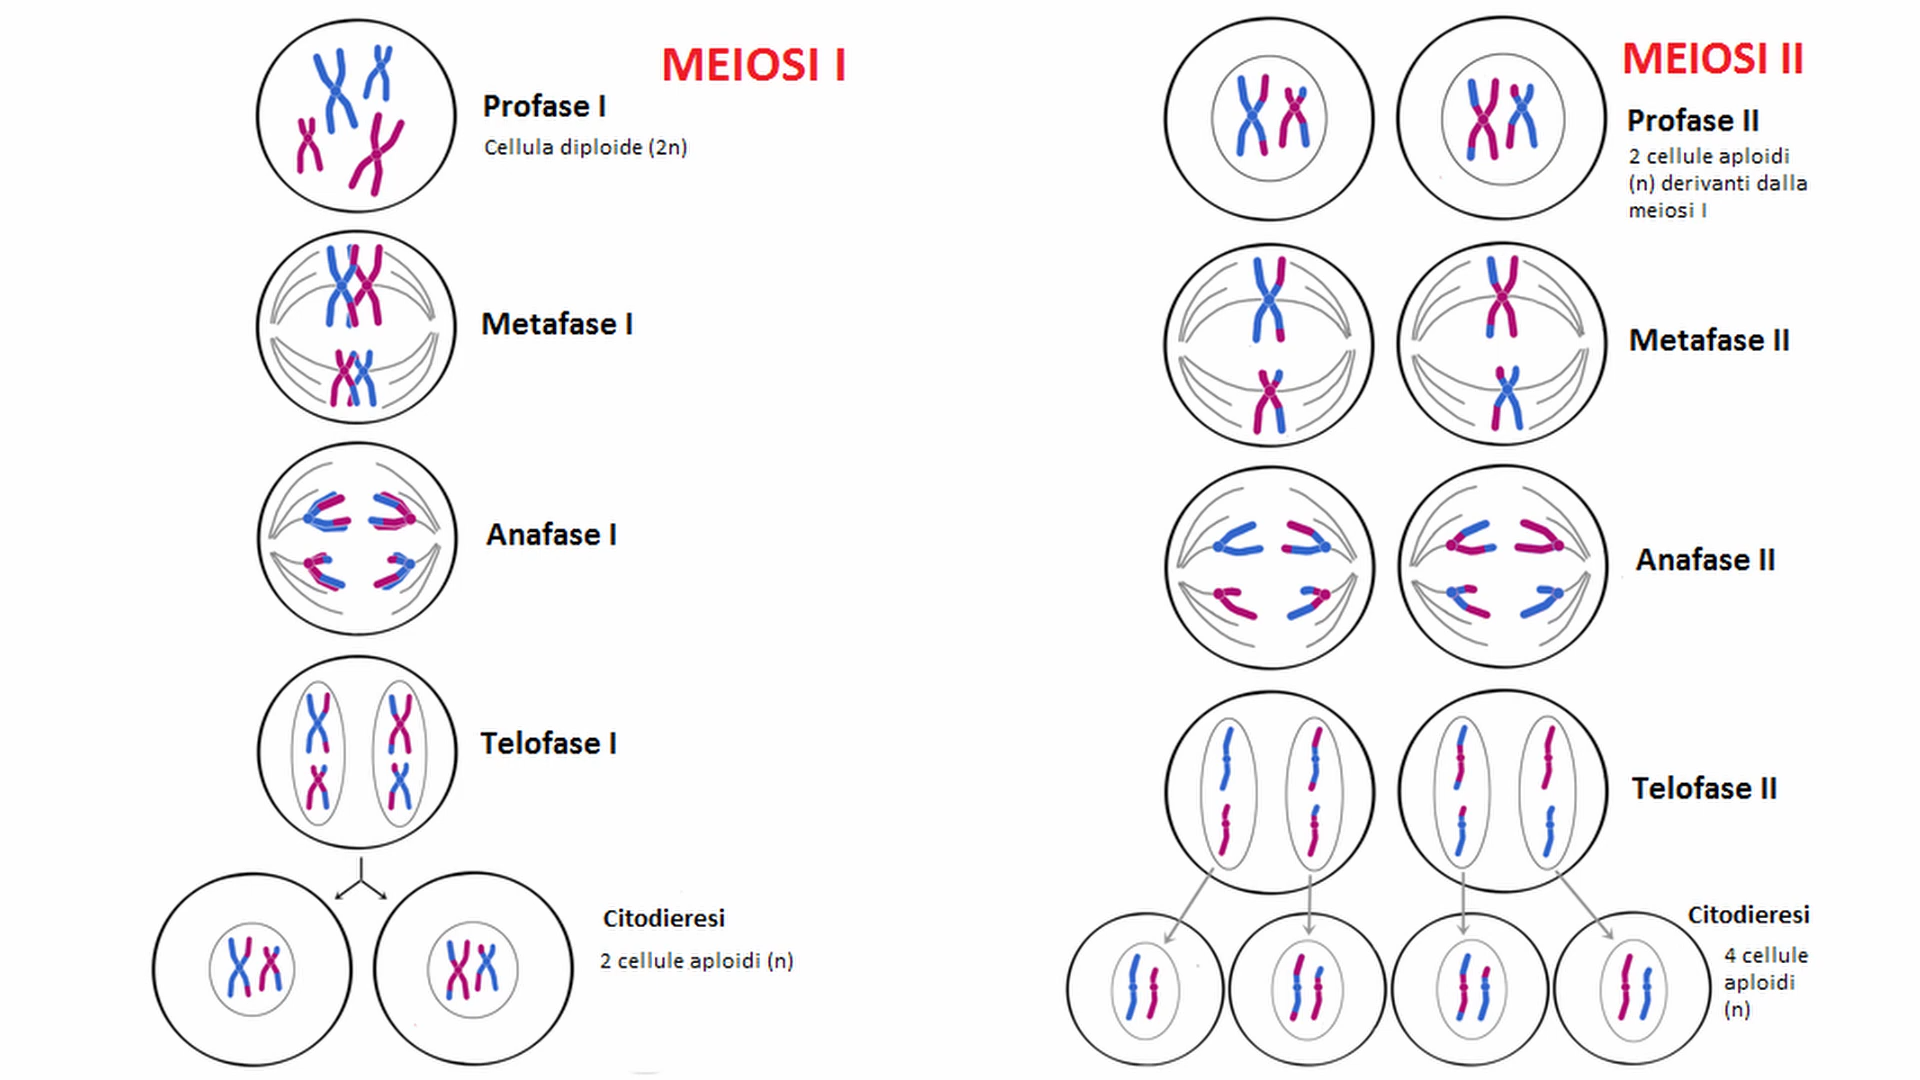 MEIOSI I
Profase I
Cellula diploide (2n)
Metafase I
Anafase I
Telofase I
Citodieresi
2 cellule aploidi (n)
MEIOSI II
Profase II
2 cellule aploidi
(n) derivanti dalla
meiosi I
Metafase II
Anafase II
Telofase II
Citodieresi
4 cellule
aploidi
(n)